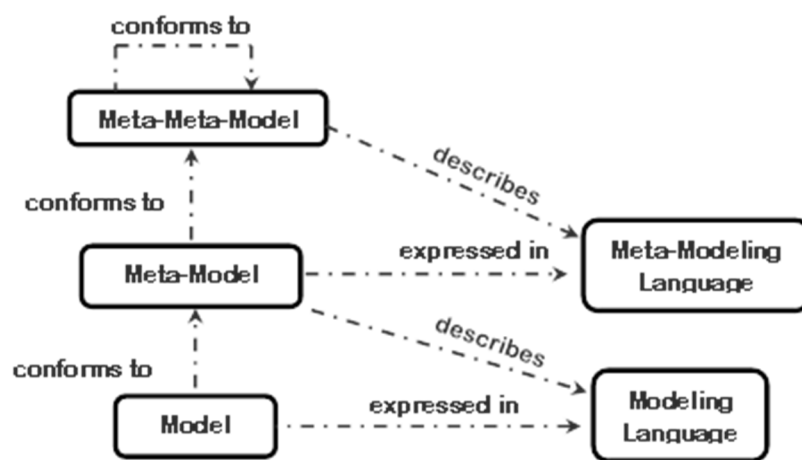 conforms to
Meta-Meta-Model
describes
conforms to
expressed in
Meta-Modeling
Language
Meta-Model
describes
conforms to
expressed in
Modeling
Language
Model